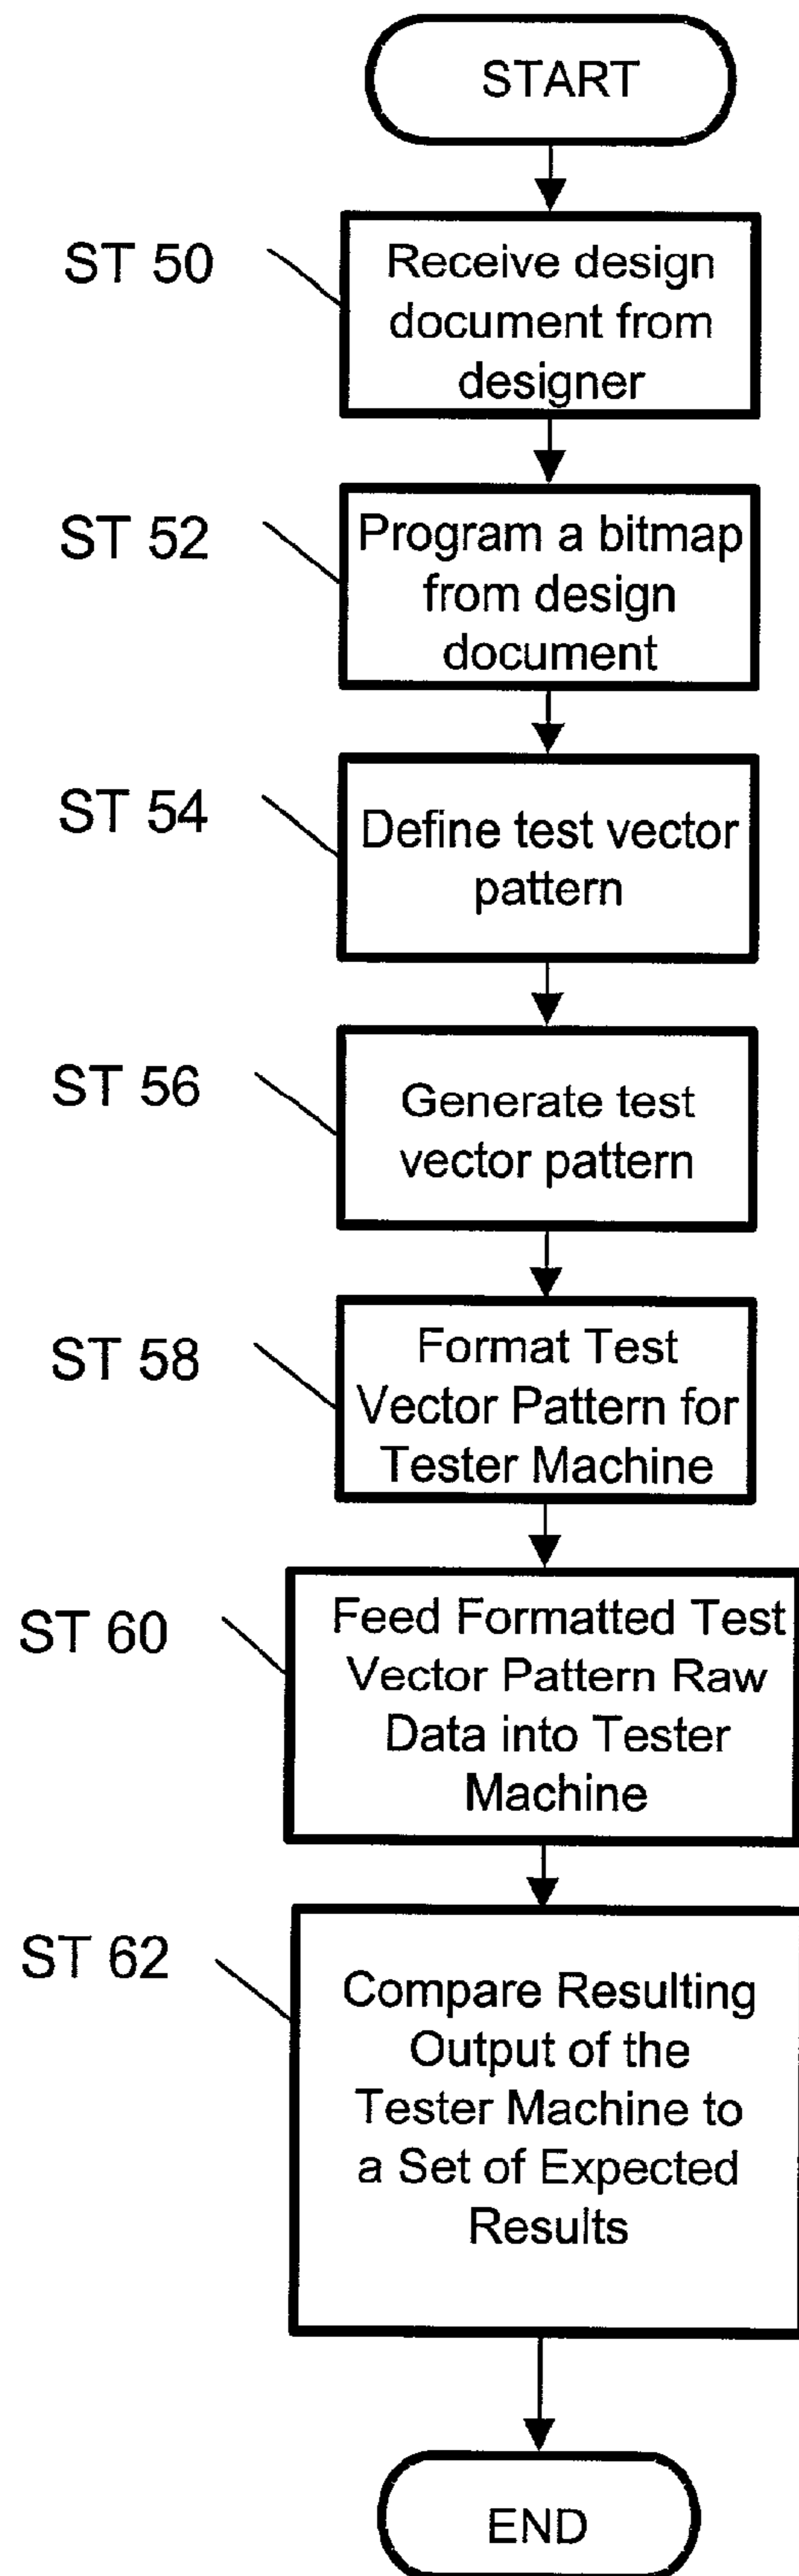 START
ST 50
Receive design
document from
designer
ST 52
Program a bitmap
from design
document
ST 54
Define test vector
pattern
ST 56
Generate test
vector pattern
ST 58
Format Test
Vector Pattern for
Tester Machine
ST 60
Feed Formatted Test
Vector Pattern Raw
Data into Tester
Machine
ST 62
Compare Resulting
Output of the
Tester Machine to
a Set of Expected
Results
END